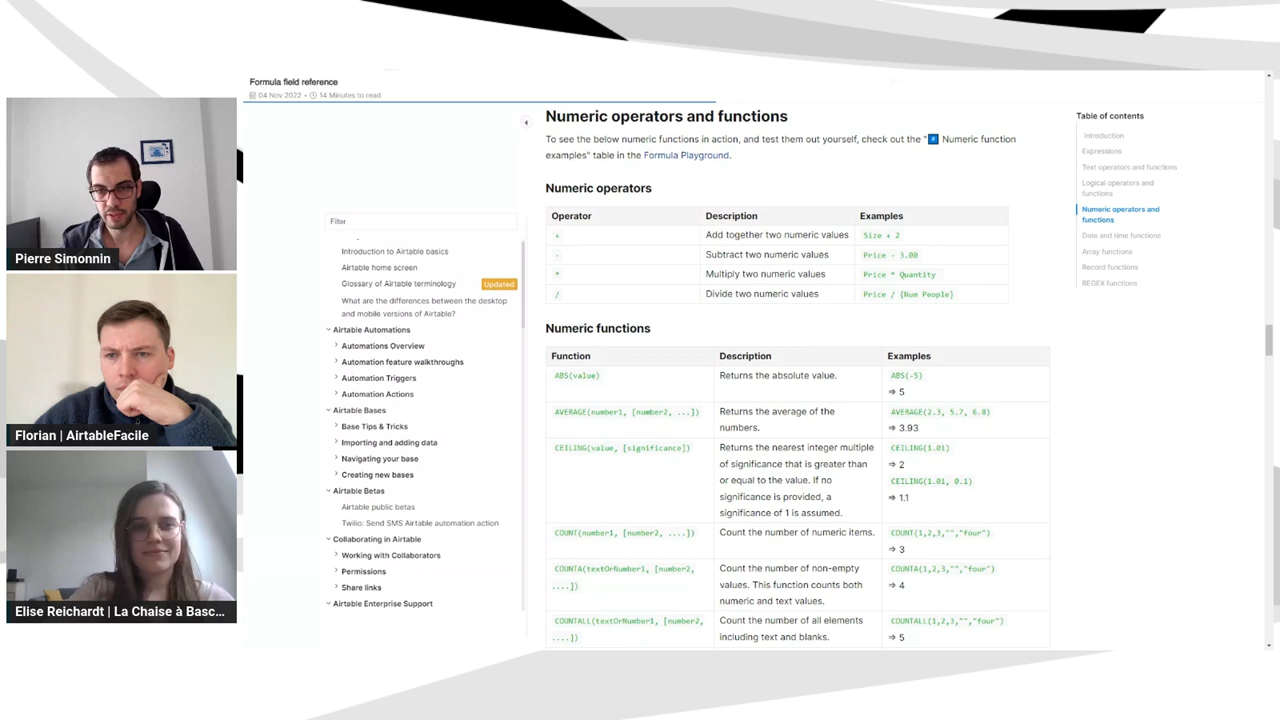 Formula field reference
04 Nov 2022 • 14 Minutes to read
Pierre Simonnin
Florian | AirtableFacile
Elise Reichardt | La Chaise à Basc...
Filter
Introduction to Airtable basics
Airtable home screen
Glossary of Airtable terminology Updated
What are the differences between the desktop
and mobile versions of Airtable?
Airtable Automations
Automations Overview
Automation feature walkthroughs
Automation Triggers
Automation Actions
Airtable Bases
Base Tips & Tricks
Importing and adding data
Navigating your base
Creating new bases
Airtable Betas
Airtable public betas
Twilio: Send SMS Airtable automation action
Collaborating in Airtable
Working with Collaborators
Permissions
Share links
Airtable Enterprise Support
Numeric operators and functions
To see the below numeric functions in action, and test them out yourself, check out the "#️⃣ Numeric function
examples" table in the Formula Playground.
Numeric operators
Operator Description Examples
+ Add together two numeric values Size + 2
- Subtract two numeric values Price - 3.00
* Multiply two numeric values Price * Quantity
/ Divide two numeric values Price / {Num People}
Numeric functions
Function Description Examples
ABS(value) Returns the absolute value. ABS(-5)
=> 5
AVERAGE(number1, [number2, ...]) Returns the average of the AVERAGE(2.3, 5.7, 6.8)
numbers. => 3.93
CEILING(value, [significance]) Returns the nearest integer multiple CEILING(1.01)
of significance that is greater than => 2
or equal to the value. If no CEILING(1.01, 0.1)
significance is provided, a => 1.1
significance of 1 is assumed.
COUNT(number1, [number2, ....]) Count the number of numeric items. COUNT(1,2,3,"","four")
=> 3
COUNTA(textOrNumber1, [number2, Count the number of non-empty COUNTA(1,2,3,"","four")
....]) values. This function counts both => 4
numeric and text values.
COUNTALL(textOrNumber1, [number2, Count the number of all elements COUNTALL(1,2,3,"","four")
....]) including text and blanks. => 5
Table of contents
Introduction
Expressions
Text operators and functions
Logical operators and
functions
Numeric operators and
functions
Date and time functions
Array functions
Record functions
REGEX functions